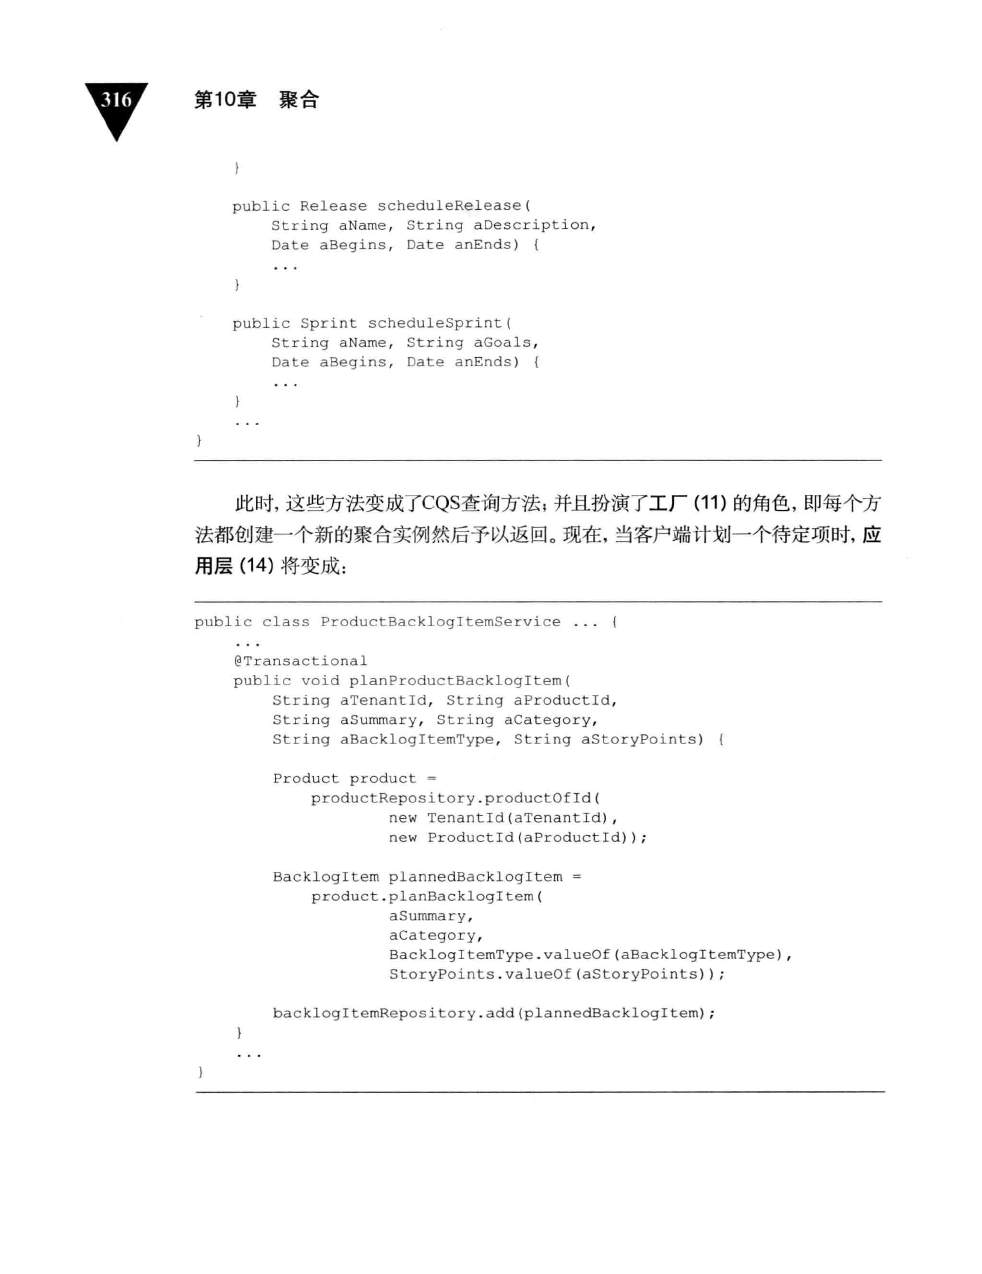 316
第10章 聚合
}
public Release scheduleRelease(
String aName, String aDescription,
Date aBegins, Date anEnds) {
...
}
public Sprint scheduleSprint(
String aName, String aGoals,
Date aBegins, Date anEnds) {
...
}
...
}
此时, 这些方法变成了CQS查询方法; 并且扮演了工厂 (11) 的角色, 即每个方
法都创建一个新的聚合实例然后予以返回。现在, 当客户端计划一个待定项时, 应
用层 (14) 将变成:
public class ProductBacklogItemService ... {
...
@Transactional
public void planProductBacklogItem(
String aTenantId, String aProductId,
String aSummary, String aCategory,
String aBacklogItemType, String aStoryPoints) {
Product product =
productRepository.productOfId(
new TenantId(aTenantId),
new ProductId(aProductId));
BacklogItem plannedBacklogItem =
product.planBacklogItem(
aSummary,
aCategory,
BacklogItemType.valueOf(aBacklogItemType),
StoryPoints.valueOf(aStoryPoints));
backlogItemRepository.add(plannedBacklogItem);
}
...
}